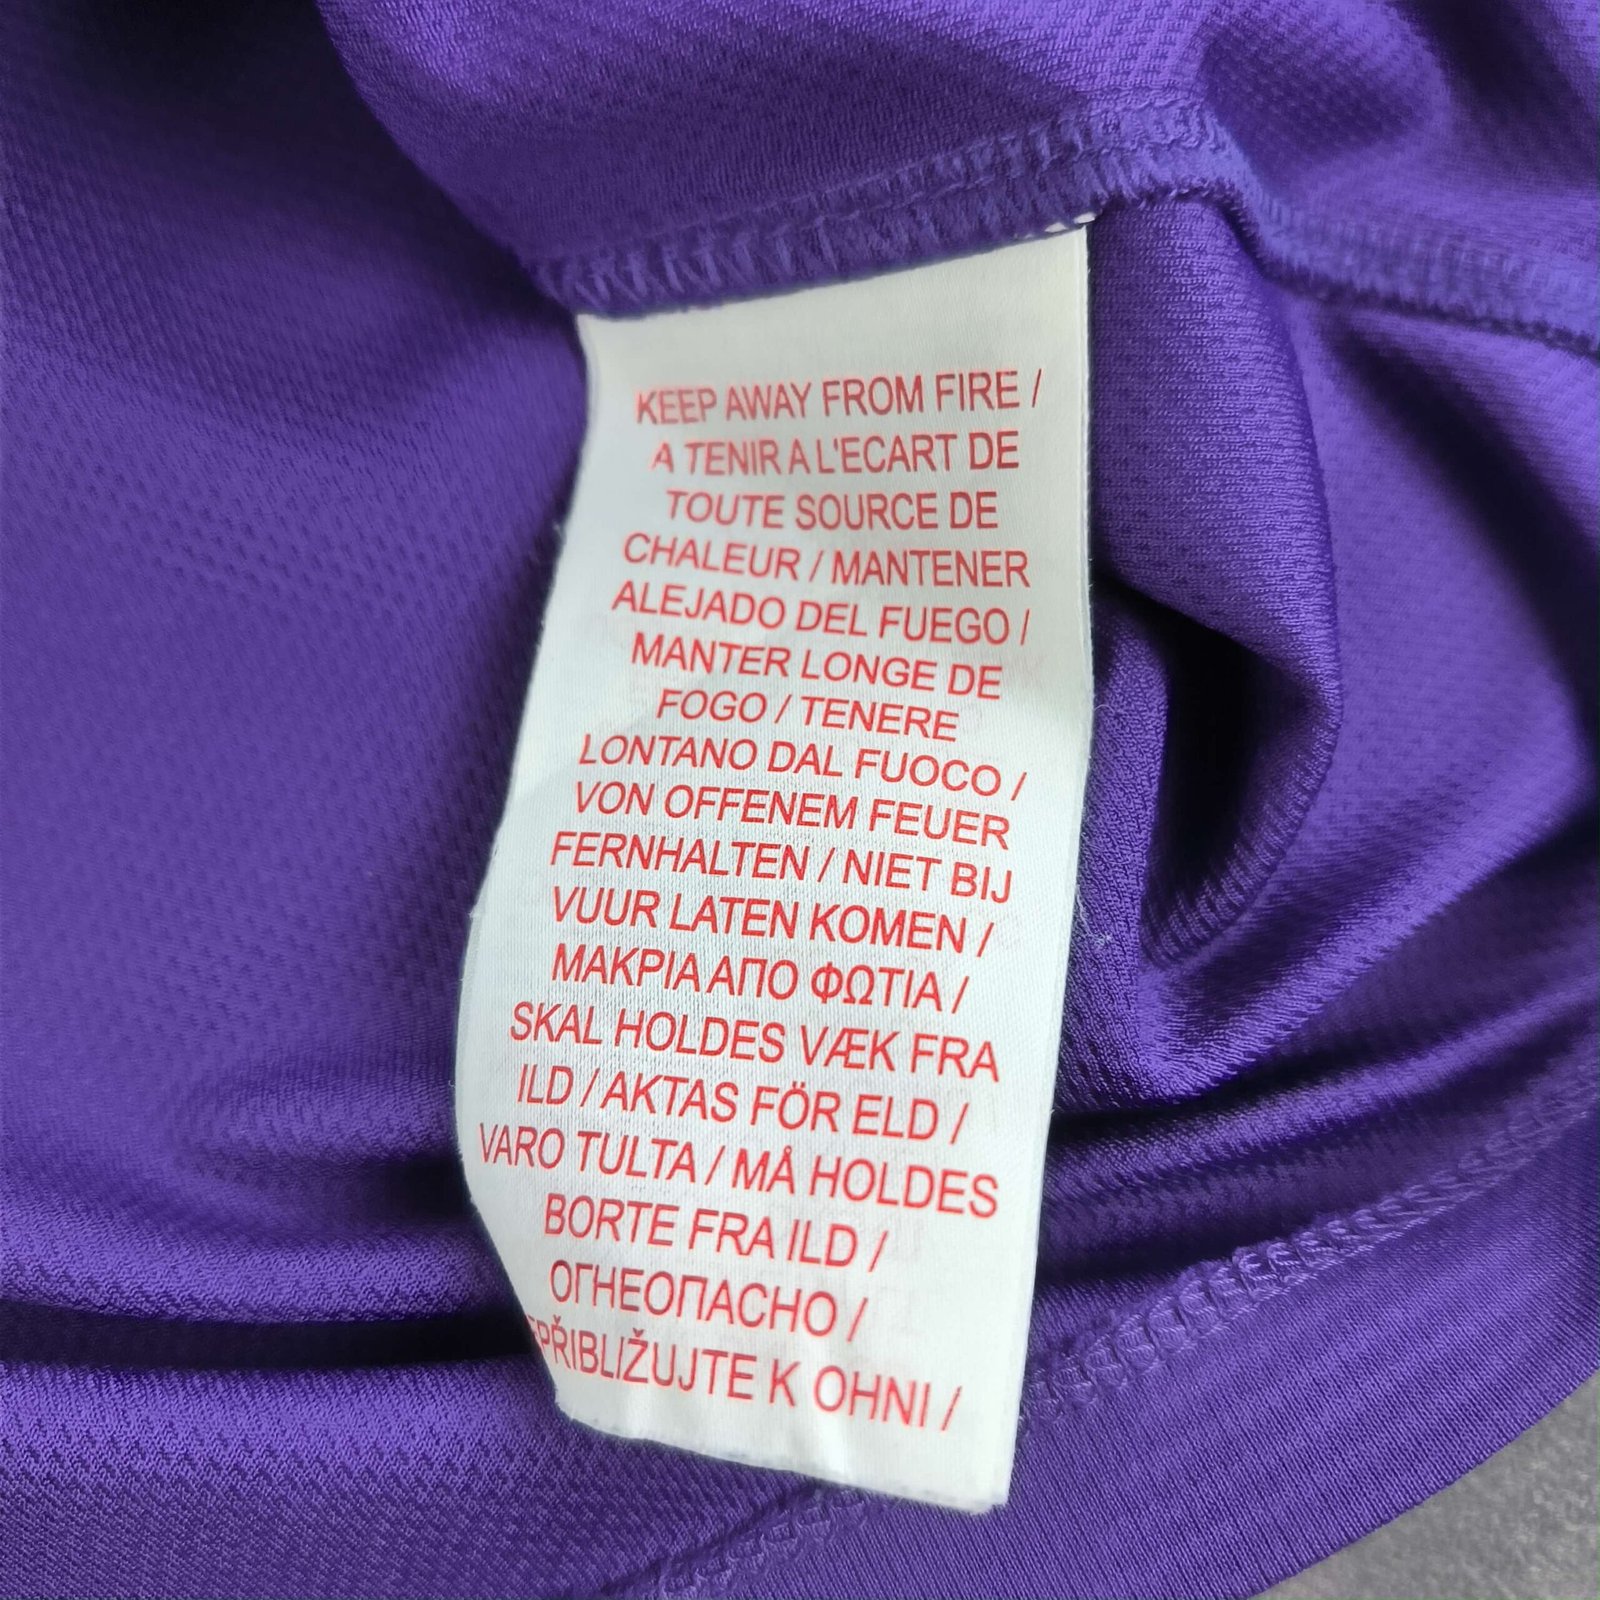 KEEP AWAY FROM FIRE /
A TENIR A L'ECART DE
TOUTE SOURCE DE
CHALEUR / MANTENER
ALEJADO DEL FUEGO /
MANTER LONGE DE
FOGO / TENERE
LONTANO DAL FUOCO /
VON OFFENEM FEUER
FERNHALTEN / NIET BIJ
VUUR LATEN KOMEN /
ΜΑΚΡΙΑ ΑΠΟ ΦΩΤΙΑ /
SKAL HOLDES VÆK FRA
ILD / AKTAS FÖR ELD /
VARO TULTA / MÅ HOLDES
BORTE FRA ILD /
ОГНЕОПАСНО /
K OHNI /